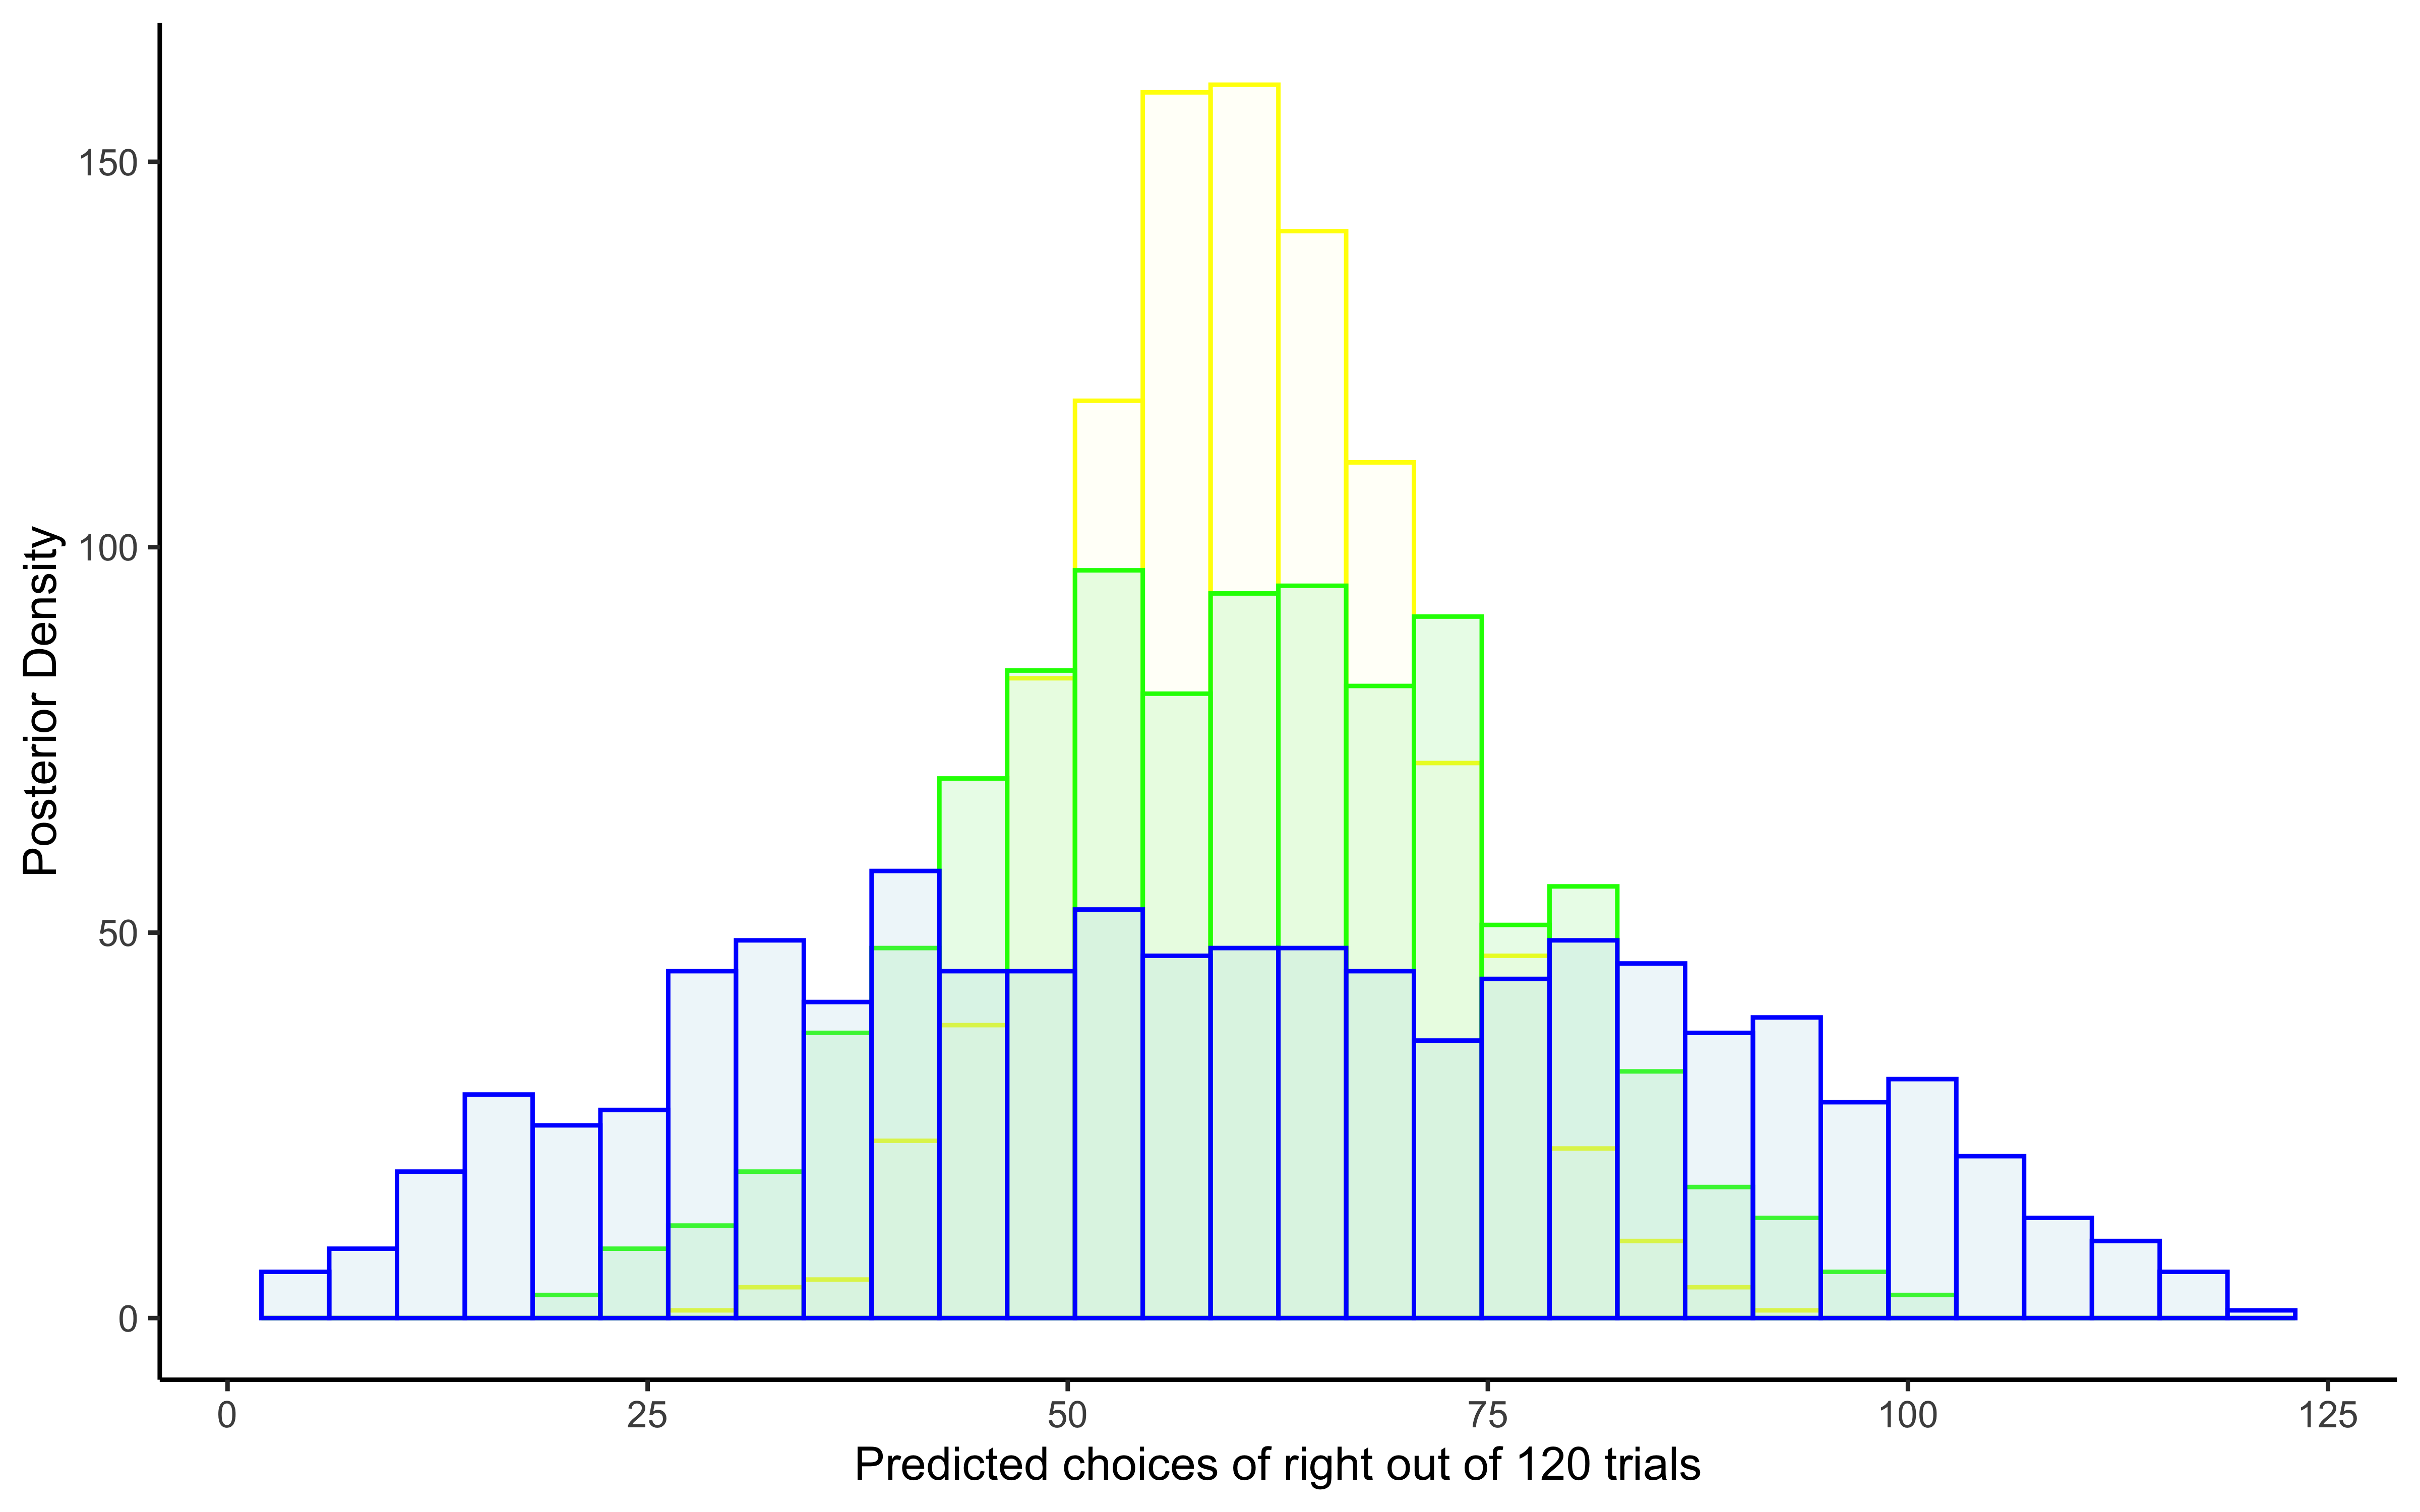 Posterior Density
150
100
50
0
0 25 50 75 100 125
Predicted choices of right out of 120 trials